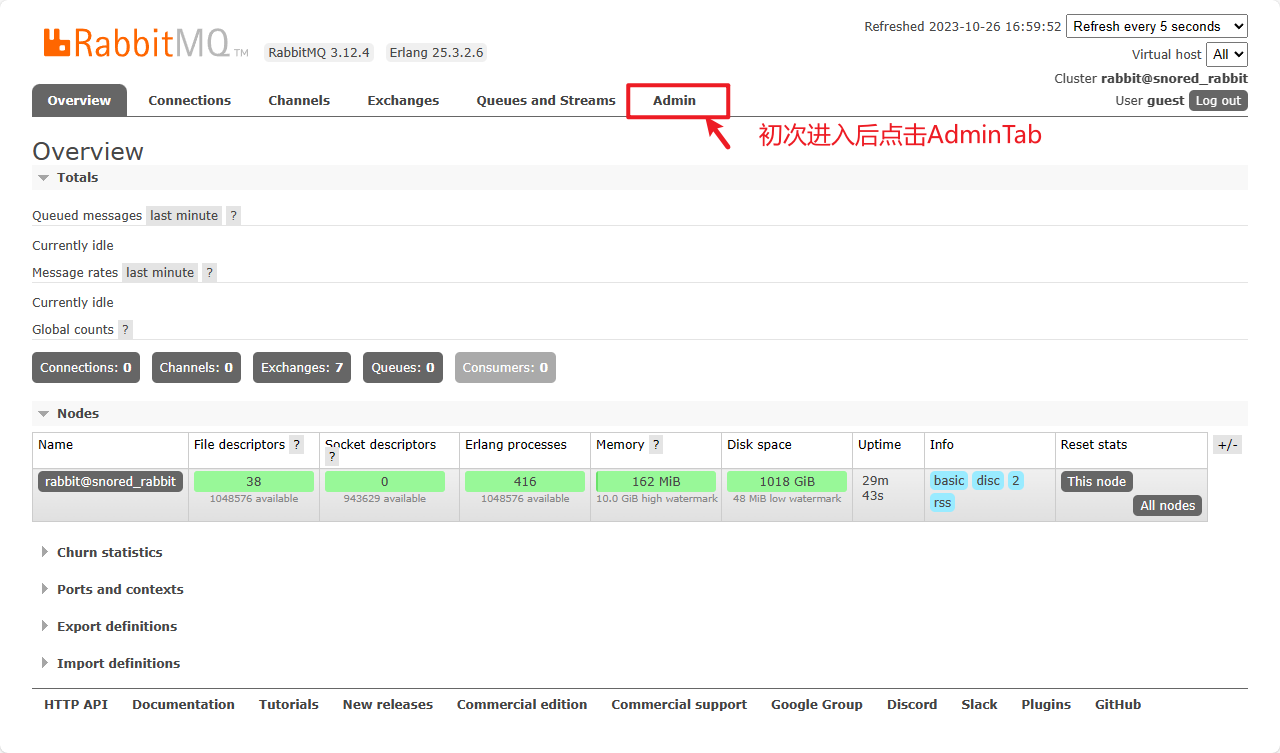 Refreshed 2023-10-26 16:59:52 Refresh every 5 seconds
RabbitMQ TM RabbitMQ 3.12.4 Erlang 25.3.2.6
Virtual host All
Cluster rabbit@snored_rabbit
User guest Log out
Overview Connections Channels Exchanges Queues and Streams Admin
初次进入后点击AdminTab
Overview
Totals
Queued messages last minute ?
Currently idle
Message rates last minute ?
Currently idle
Global counts ?
Connections: 0 Channels: 0 Exchanges: 7 Queues: 0 Consumers: 0
Nodes
Name File descriptors ? Socket descriptors ? Erlang processes Memory ? Disk space Uptime Info Reset stats +/-
rabbit@snored_rabbit 38 0 416 162 MiB 1018 GiB 29m 43s basic disc 2 rss This node
1048576 available 943629 available 1048576 available 10.0 GiB high watermark 48 MiB low watermark All nodes
Churn statistics
Ports and contexts
Export definitions
Import definitions
HTTP API Documentation Tutorials New releases Commercial edition Commercial support Google Group Discord Slack Plugins GitHub